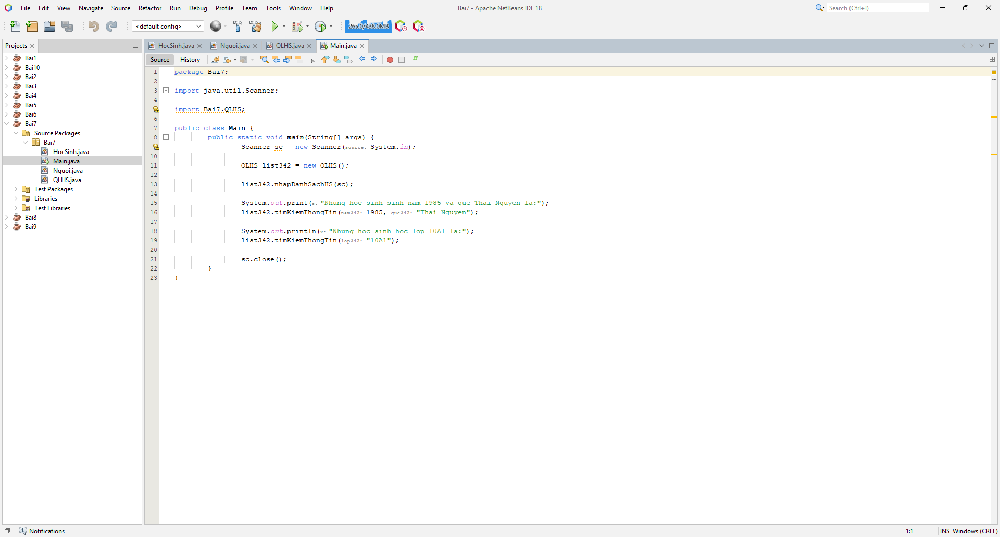 File Edit View Navigate Source Refactor Run Debug Profile Team Tools Window Help
Bai7 - Apache NetBeans IDE 18
Search (Ctrl+I)
<default config>
265.0/438.0MB
Projects
HocSinh.java
Nguoi.java
QLHS.java
Main.java
Source History
Bai1
Bai10
Bai2
Bai3
Bai4
Bai5
Bai6
Bai7
Source Packages
Bai7
HocSinh.java
Main.java
Nguoi.java
QLHS.java
Test Packages
Libraries
Test Libraries
Bai8
Bai9
1 package Bai7;
2
3 import java.util.Scanner;
4
import Bai7.QLHS;
6
7 public class Main {
8 public static void main(String[] args) {
Scanner sc = new Scanner(source: System.in);
10
11 QLHS list342 = new QLHS();
12
13 list342.nhapDanhSachHS(sc);
14
15 System.out.print(s: "Nhung hoc sinh sinh nam 1985 va que Thai Nguyen la:");
16 list342.timKiemThongTin(nam342: 1985, que342: "Thai Nguyen");
17
18 System.out.println(x: "Nhung hoc sinh hoc lop 10A1 la:");
19 list342.timKiemThongTin(lop342: "10A1");
20
21 sc.close();
22 }
23 }
Notifications
1:1
INS Windows (CRLF)